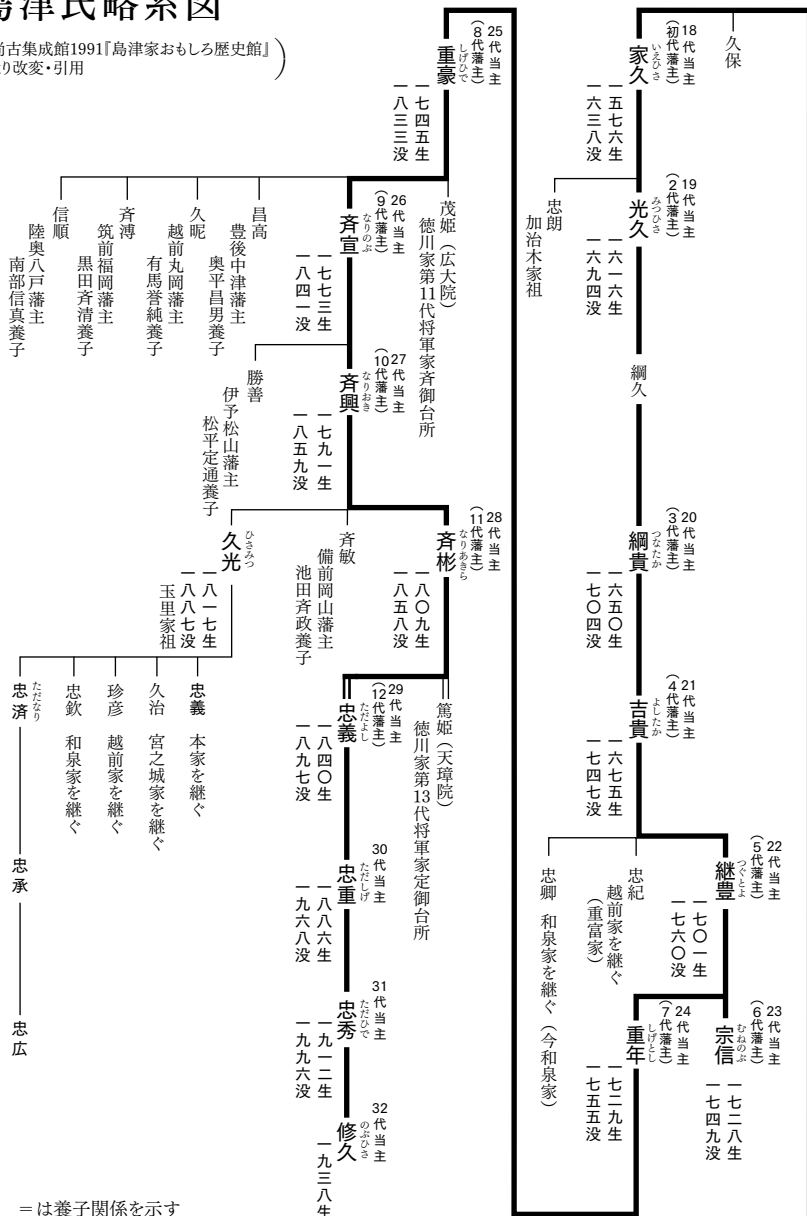 島津氏略系図
尚古集成館1991『島津家おもしろ歴史館』
り改変・引用
久保
18代当主
(初代藩主)
家久
いえひさ
一五七六生
一六三八没
忠朗
加治木家祖
19代当主
(2代藩主)
光久
みつひさ
一六一六生
一六九四没
綱久
20代当主
(3代藩主)
綱貴
つなたか
一六五〇生
一七〇四没
21代当主
(4代藩主)
吉貴
よしたか
一六七五生
一七四七没
22代当主
(5代藩主)
継豊
つぐとよ
一七〇一生
一七六〇没
忠紀
越前家を継ぐ
(重富家)
忠卿 和泉家を継ぐ(今和泉家)
23代当主
(6代藩主)
宗信
むねのぶ
一七二八生
一七四九没
24代当主
(7代藩主)
重年
しげとし
一七二九生
一七五五没
25代当主
(8代藩主)
重豪
しげひで
一七四五生
一八三三没
茂姫(広大院)
徳川家第11代将軍家斉御台所
26代当主
(9代藩主)
斉宣
なりのぶ
一七七三生
一八四一没
昌高
豊後中津藩主
奥平昌男養子
久昵
越前丸岡藩主
有馬誉純養子
斉溥
筑前福岡藩主
黒田斉清養子
信順
陸奥八戸藩主
南部信真養子
27代当主
(10代藩主)
斉興
なりおき
一七九一生
一八五九没
勝善
伊予松山藩主
松平定通養子
28代当主
(11代藩主)
斉彬
なりあきら
一八〇九生
一八五八没
斉敏
備前岡山藩主
池田斉政養子
久光
ひさみつ
一八一七生
一八八七没
玉里家祖
篤姫(天璋院)
徳川家第13代将軍家定御台所
29代当主
(12代藩主)
忠義
ただよし
一八四〇生
一八九七没
忠義 本家を継ぐ
久治 宮之城家を継ぐ
珍彦 越前家を継ぐ
忠欽 和泉家を継ぐ
忠済
ただなり
忠承
忠広
30代当主
忠重
ただしげ
一八八六生
一九六八没
31代当主
忠秀
ただひで
一九一二生
一九九六没
32代当主
修久
のぶひさ
一九三八生
=は養子関係を示す